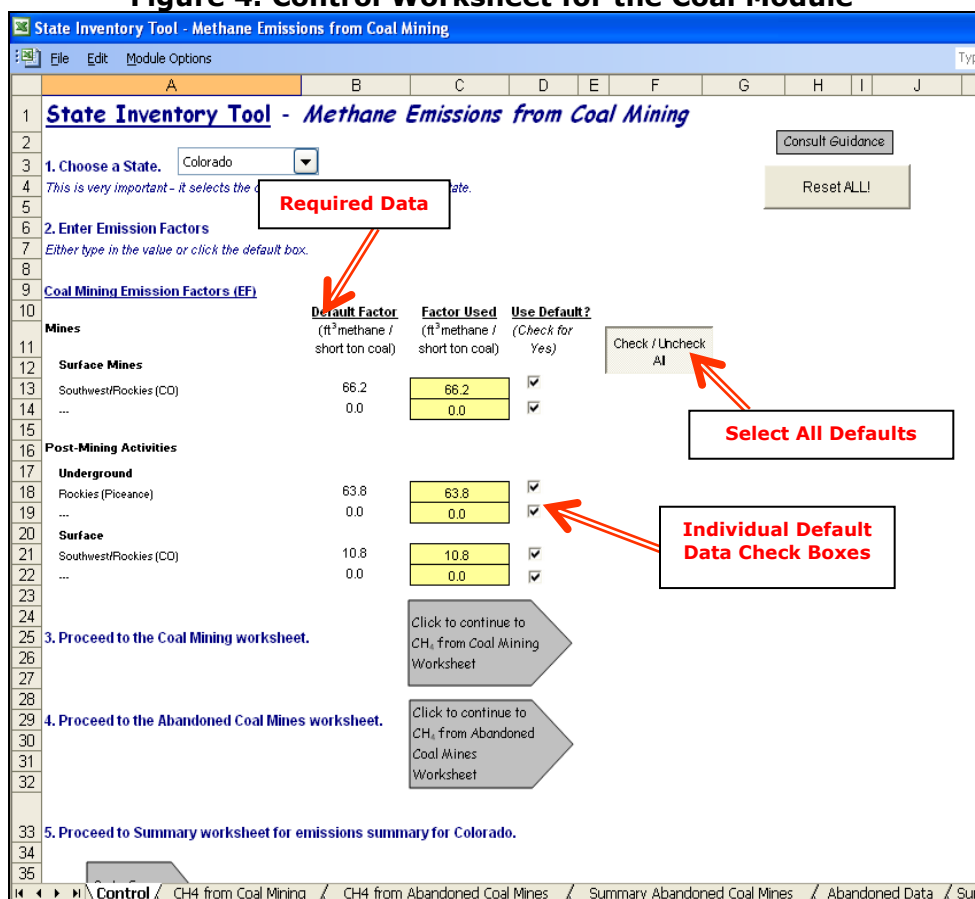 Figure 4. Control Worksheet for the Coal Module
State Inventory Tool - Methane Emissions from Coal Mining
File Edit Module Options
Typ
A B C D E F G H I J
1 State Inventory Tool - Methane Emissions from Coal Mining
2 Consult Guidance
3 1. Choose a State. Colorado
4 This is very important - it selects the state.
Reset ALL!
Required Data
5
6 2. Enter Emission Factors
7 Either type in the value or click the default box.
8
9 Coal Mining Emission Factors (EF)
10 Default Factor Factor Used Use Default?
Mines (ft³ methane / (ft³ methane / (Check for
11 short ton coal) short ton coal) Yes)
Check / Uncheck
All
12 Surface Mines
13 Southwest/Rockies (CO) 66.2 66.2
14 ... 0.0 0.0
Select All Defaults
15
16 Post-Mining Activities
17 Underground
18 Rockies (Piceance) 63.8 63.8
19 ... 0.0 0.0
Individual Default
Data Check Boxes
20 Surface
21 Southwest/Rockies (CO) 10.8 10.8
22 ... 0.0 0.0
23
24
25 3. Proceed to the Coal Mining worksheet.
Click to continue to
CH₄ from Coal Mining
Worksheet
26
27
28
29 4. Proceed to the Abandoned Coal Mines worksheet.
Click to continue to
CH₄ from Abandoned
Coal Mines
Worksheet
30
31
32
33 5. Proceed to Summary worksheet for emissions summary for Colorado.
34
35
Control CH4 from Coal Mining CH4 from Abandoned Coal Mines Summary Abandoned Coal Mines Abandoned Data Su